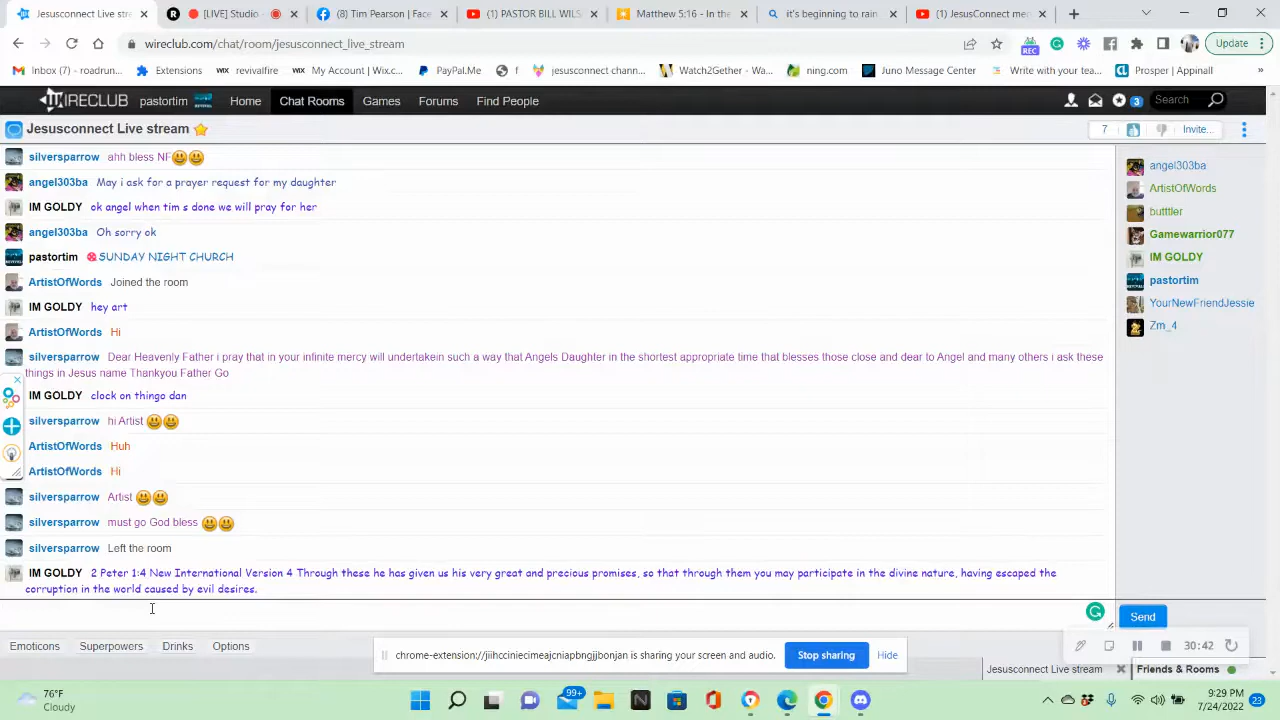 Jesusconnect Live stre
[LIVE] Studio -
(8) Tim Pearson | Fac
(1) PASTOR BILL WILS
Matthew 5:16 - In the
it's beginning to ra
(1) JesusConnect me
wireclub.com/chat/room/jesusconnect_live_stream
REC
Update
Inbox (7) - roadrun...
Extensions
WIX revivalfire
WIX My Account | Wix.c...
PayPal.Me
f
jesusconnect chann...
Watch2Gether - Wa...
ning.com
Juno Message Center
Write with your tea...
Prosper | Appinall
»
WIRECLUB pastortim Home Chat Rooms Games Forums Find People 3 Search
Jesusconnect Live stream 7 Invite...
silversparrow ahh bless NF
angel303ba May i ask for a prayer request for my daughter
IM GOLDY ok angel when tim s done we will pray for her
angel303ba Oh sorry ok
pastortim SUNDAY NIGHT CHURCH
ArtistOfWords Joined the room
IM GOLDY hey art
ArtistOfWords Hi
silversparrow Dear Heavenly Father i pray that in your infinite mercy will undertakein such a way that Angels Daughter in the shortest appropriate time that blesses those close and dear to Angel and many others i ask these
things in Jesus name Thankyou Father Go
IM GOLDY clock on thingo dan
silversparrow hi Artist
ArtistOfWords Huh
ArtistOfWords Hi
silversparrow Artist
silversparrow must go God bless
silversparrow Left the room
IM GOLDY 2 Peter 1:4 New International Version 4 Through these he has given us his very great and precious promises, so that through them you may participate in the divine nature, having escaped the
corruption in the world caused by evil desires.
angel303ba
ArtistOfWords
butttler
Gamewarrior077
IM GOLDY
pastortim
YourNewFriendJessie
Zm_4
Send
Emoticons Superpowers Drinks Options
chrome-extension://jiihcciniecimeajcniapbngjjbonjan is sharing your screen and audio. Stop sharing Hide
30:42
Jesusconnect Live stream Friends & Rooms
76°F
Cloudy
99+
9:29 PM
7/24/2022
23